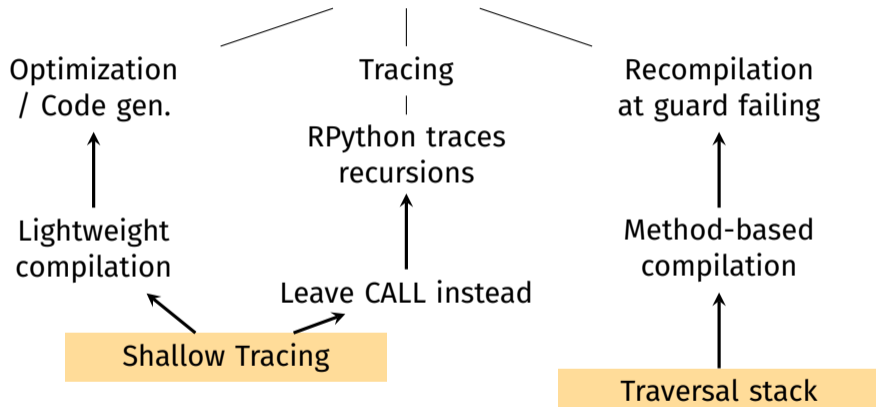 Optimization
/ Code gen.
Tracing
Recompilation
at guard failing
RPython traces
recursions
Lightweight
compilation
Method-based
compilation
Leave CALL instead
Shallow Tracing
Traversal stack